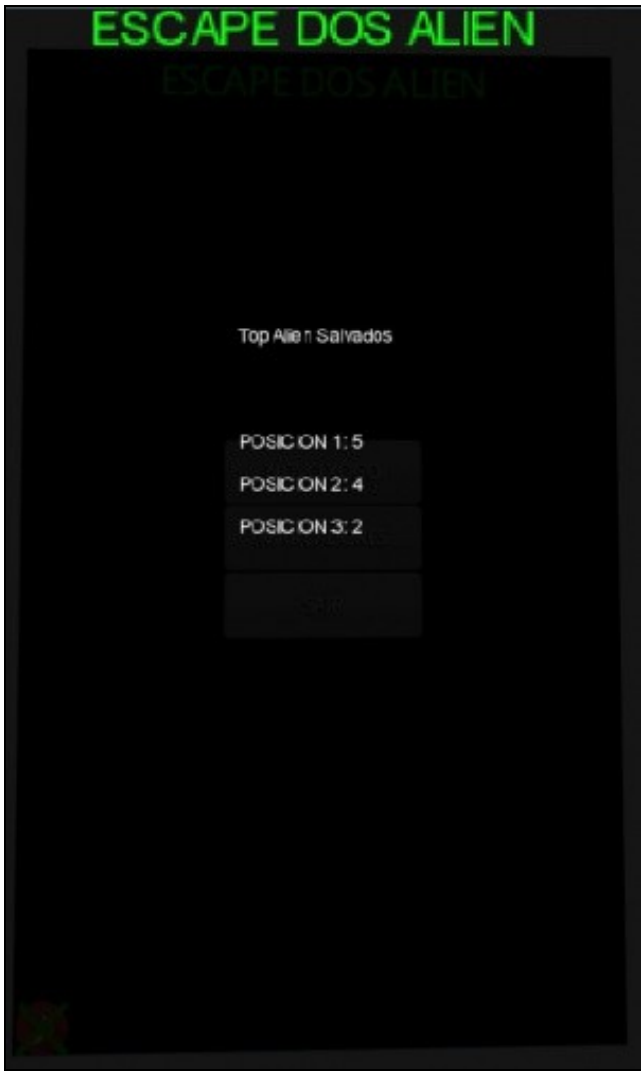 ESCAPE DOS ALIEN
ESCAPE DOS ALIEN
Top Alien Salvados
POSICION 1: 5
POSICION 2: 4
POSICION 3: 2